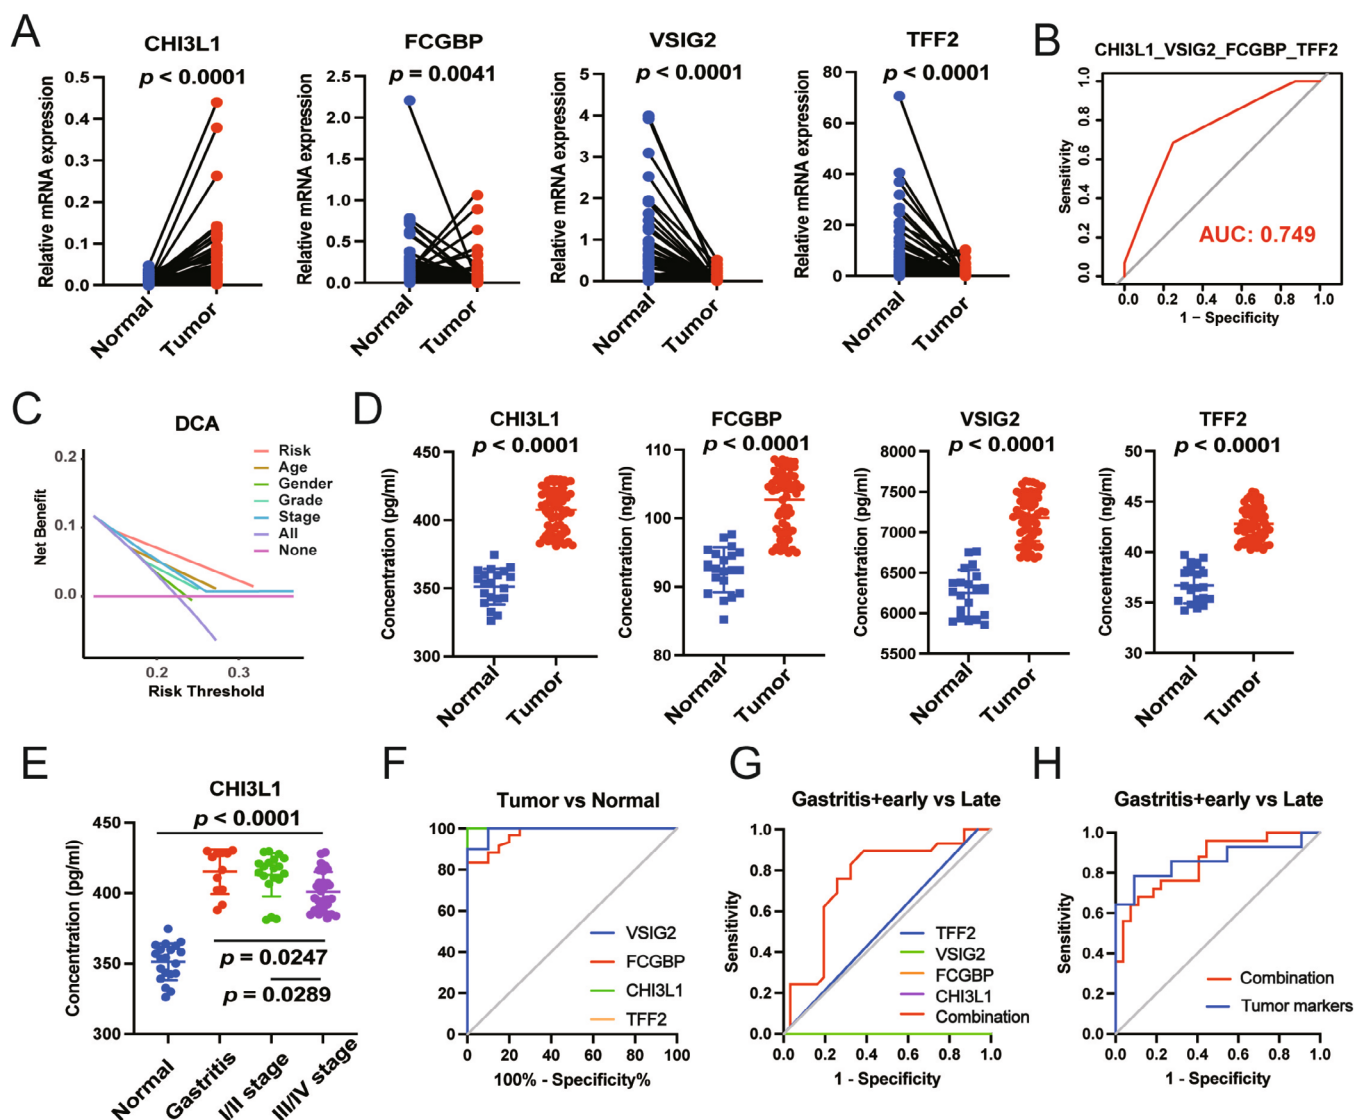 A
CHI3L1
p < 0.0001
Relative mRNA expression
0.5
0.4
0.3
0.2
0.1
0.0
Normal
Tumor
FCGBP
p = 0.0041
Relative mRNA expression
2.5
2.0
1.5
1.0
0.5
0.0
Normal
Tumor
VSIG2
p < 0.0001
Relative mRNA expression
5
4
3
2
1
0
Normal
Tumor
TFF2
p < 0.0001
Relative mRNA expression
80
60
40
20
0
Normal
Tumor
B
CHI3L1_VSIG2_FCGBP_TFF2
Sensitivity
1.0
0.8
0.6
0.4
0.2
0.0
AUC: 0.749
0.0 0.2 0.4 0.6 0.8 1.0
1 – Specificity
C
DCA
Net Benefit
0.2
0.1
0.0
Risk
Age
Gender
Grade
Stage
All
None
0.2 0.3
Risk Threshold
D
CHI3L1
p < 0.0001
Concentration (pg/ml)
450
400
350
300
Normal
Tumor
FCGBP
p < 0.0001
Concentration (ng/ml)
110
100
90
80
Normal
Tumor
VSIG2
p < 0.0001
Concentration (pg/ml)
8000
7500
7000
6500
6000
5500
Normal
Tumor
TFF2
p < 0.0001
Concentration (ng/ml)
50
45
40
35
30
Normal
Tumor
E
CHI3L1
p < 0.0001
Concentration (pg/ml)
450
400
350
300
p = 0.0247
p = 0.0289
Normal
Gastritis
I/II stage
III/IV stage
F
Tumor vs Normal
100
80
60
40
20
0
VSIG2
FCGBP
CHI3L1
TFF2
0 20 40 60 80 100
100% - Specificity%
G
Gastritis+early vs Late
Sensitivity
1.0
0.8
0.6
0.4
0.2
0.0
TFF2
VSIG2
FCGBP
CHI3L1
Combination
0.0 0.2 0.4 0.6 0.8 1.0
1 - Specificity
H
Gastritis+early vs Late
Sensitivity
1.0
0.8
0.6
0.4
0.2
0.0
Combination
Tumor markers
0.0 0.2 0.4 0.6 0.8 1.0
1 - Specificity